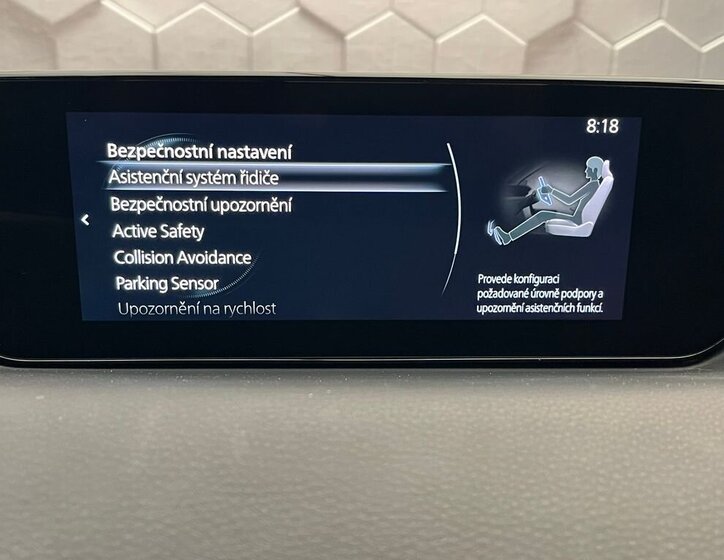 8:18
Bezpečnostní nastavení
Asistenční systém řidiče
Bezpečnostní upozornění
Active Safety
Collision Avoidance
Parking Sensor
Upozornění na rychlost
Provede konfiguraci
požadované úrovně podpory a
upozornění asistenčních funkcí.